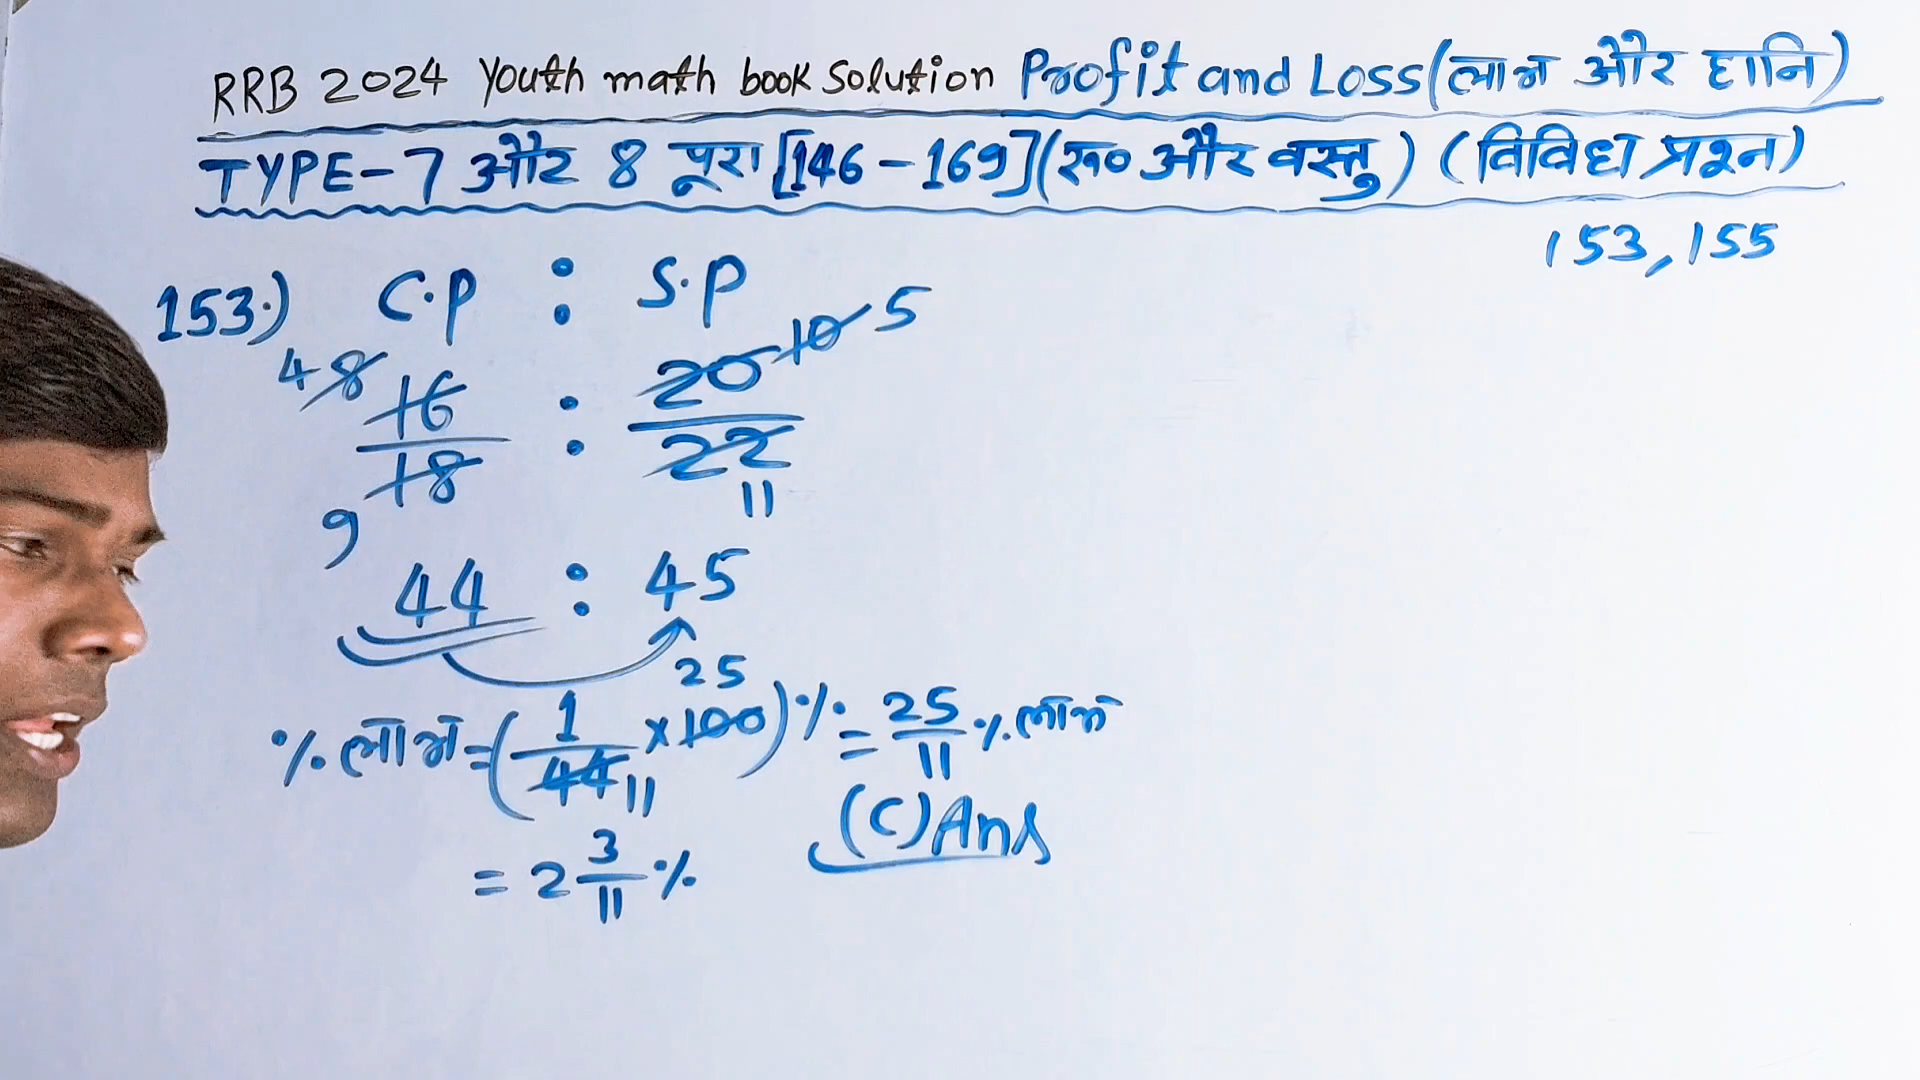 RRB 2024 Youth math book Solution Profit and Loss (लाभ और हानि)
TYPE-7 और 8 पूरा [146-169] (रू० और वस्तु) (विविध प्रश्न)
153, 155
153.) C.P : S.P
4 8 16 : 20 10 5
18 : 22
9 11
44 : 45
25
% लाभ = (1/44 11 × 100)% = 25/11 % लाभ
(C) Ans
= 2 3/11 %